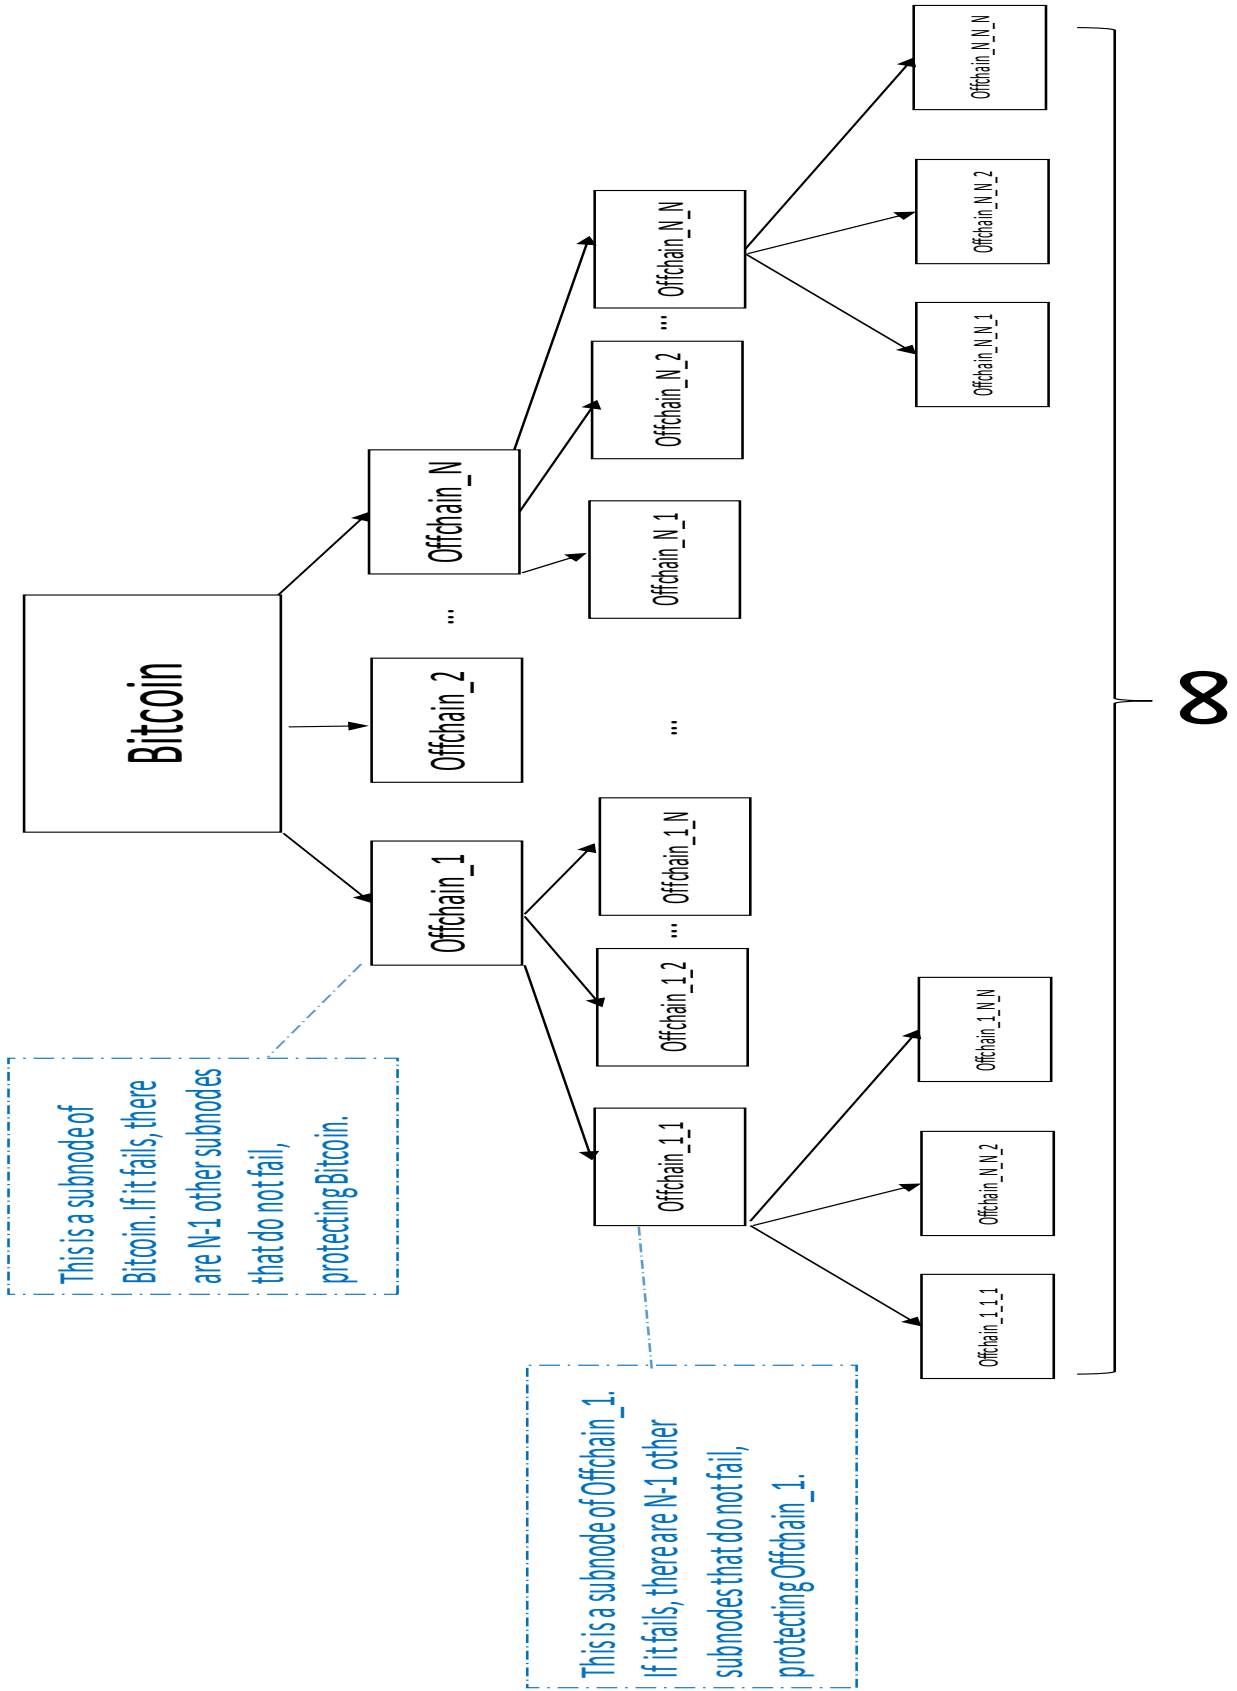 Bitcoin
This is a subnode of
Bitcoin. If it fails, there
are N-1 other subnodes
that do not fail,
protecting Bitcoin.
Offchain_1
Offchain_2
...
Offchain_N
This is a subnode of Offchain_1.
If it fails, there are N-1 other
subnodes that do not fail,
protecting Offchain_1.
Offchain_1_1
Offchain_1_2
...
Offchain_1_N
...
Offchain_N_1
Offchain_N_2
...
Offchain_N_N
Offchain_1_1_1
Offchain_N_N_2
Offchain_1_N_N
Offchain_N_N_1
Offchain_N_N_2
Offchain_N_N_N
∞